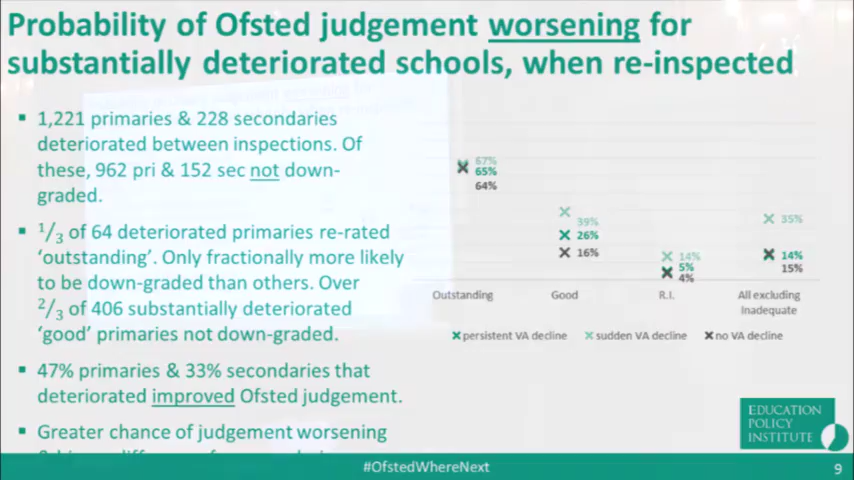 Probability of Ofsted judgement worsening for
substantially deteriorated schools, when re-inspected
▪ 1,221 primaries & 228 secondaries
deteriorated between inspections. Of
these, 962 pri & 152 sec not down-
graded.
▪ 1/3 of 64 deteriorated primaries re-rated
‘outstanding’. Only fractionally more likely
to be down-graded than others. Over
2/3 of 406 substantially deteriorated
‘good’ primaries not down-graded.
▪ 47% primaries & 33% secondaries that
deteriorated improved Ofsted judgement.
▪ Greater chance of judgement worsening
67%
65%
64%
39%
26%
16%
14%
5%
4%
35%
14%
15%
Outstanding
Good
R.I.
All excluding
Inadequate
persistent VA decline
sudden VA decline
no VA decline
EDUCATION
POLICY
INSTITUTE
#OfstedWhereNext
9